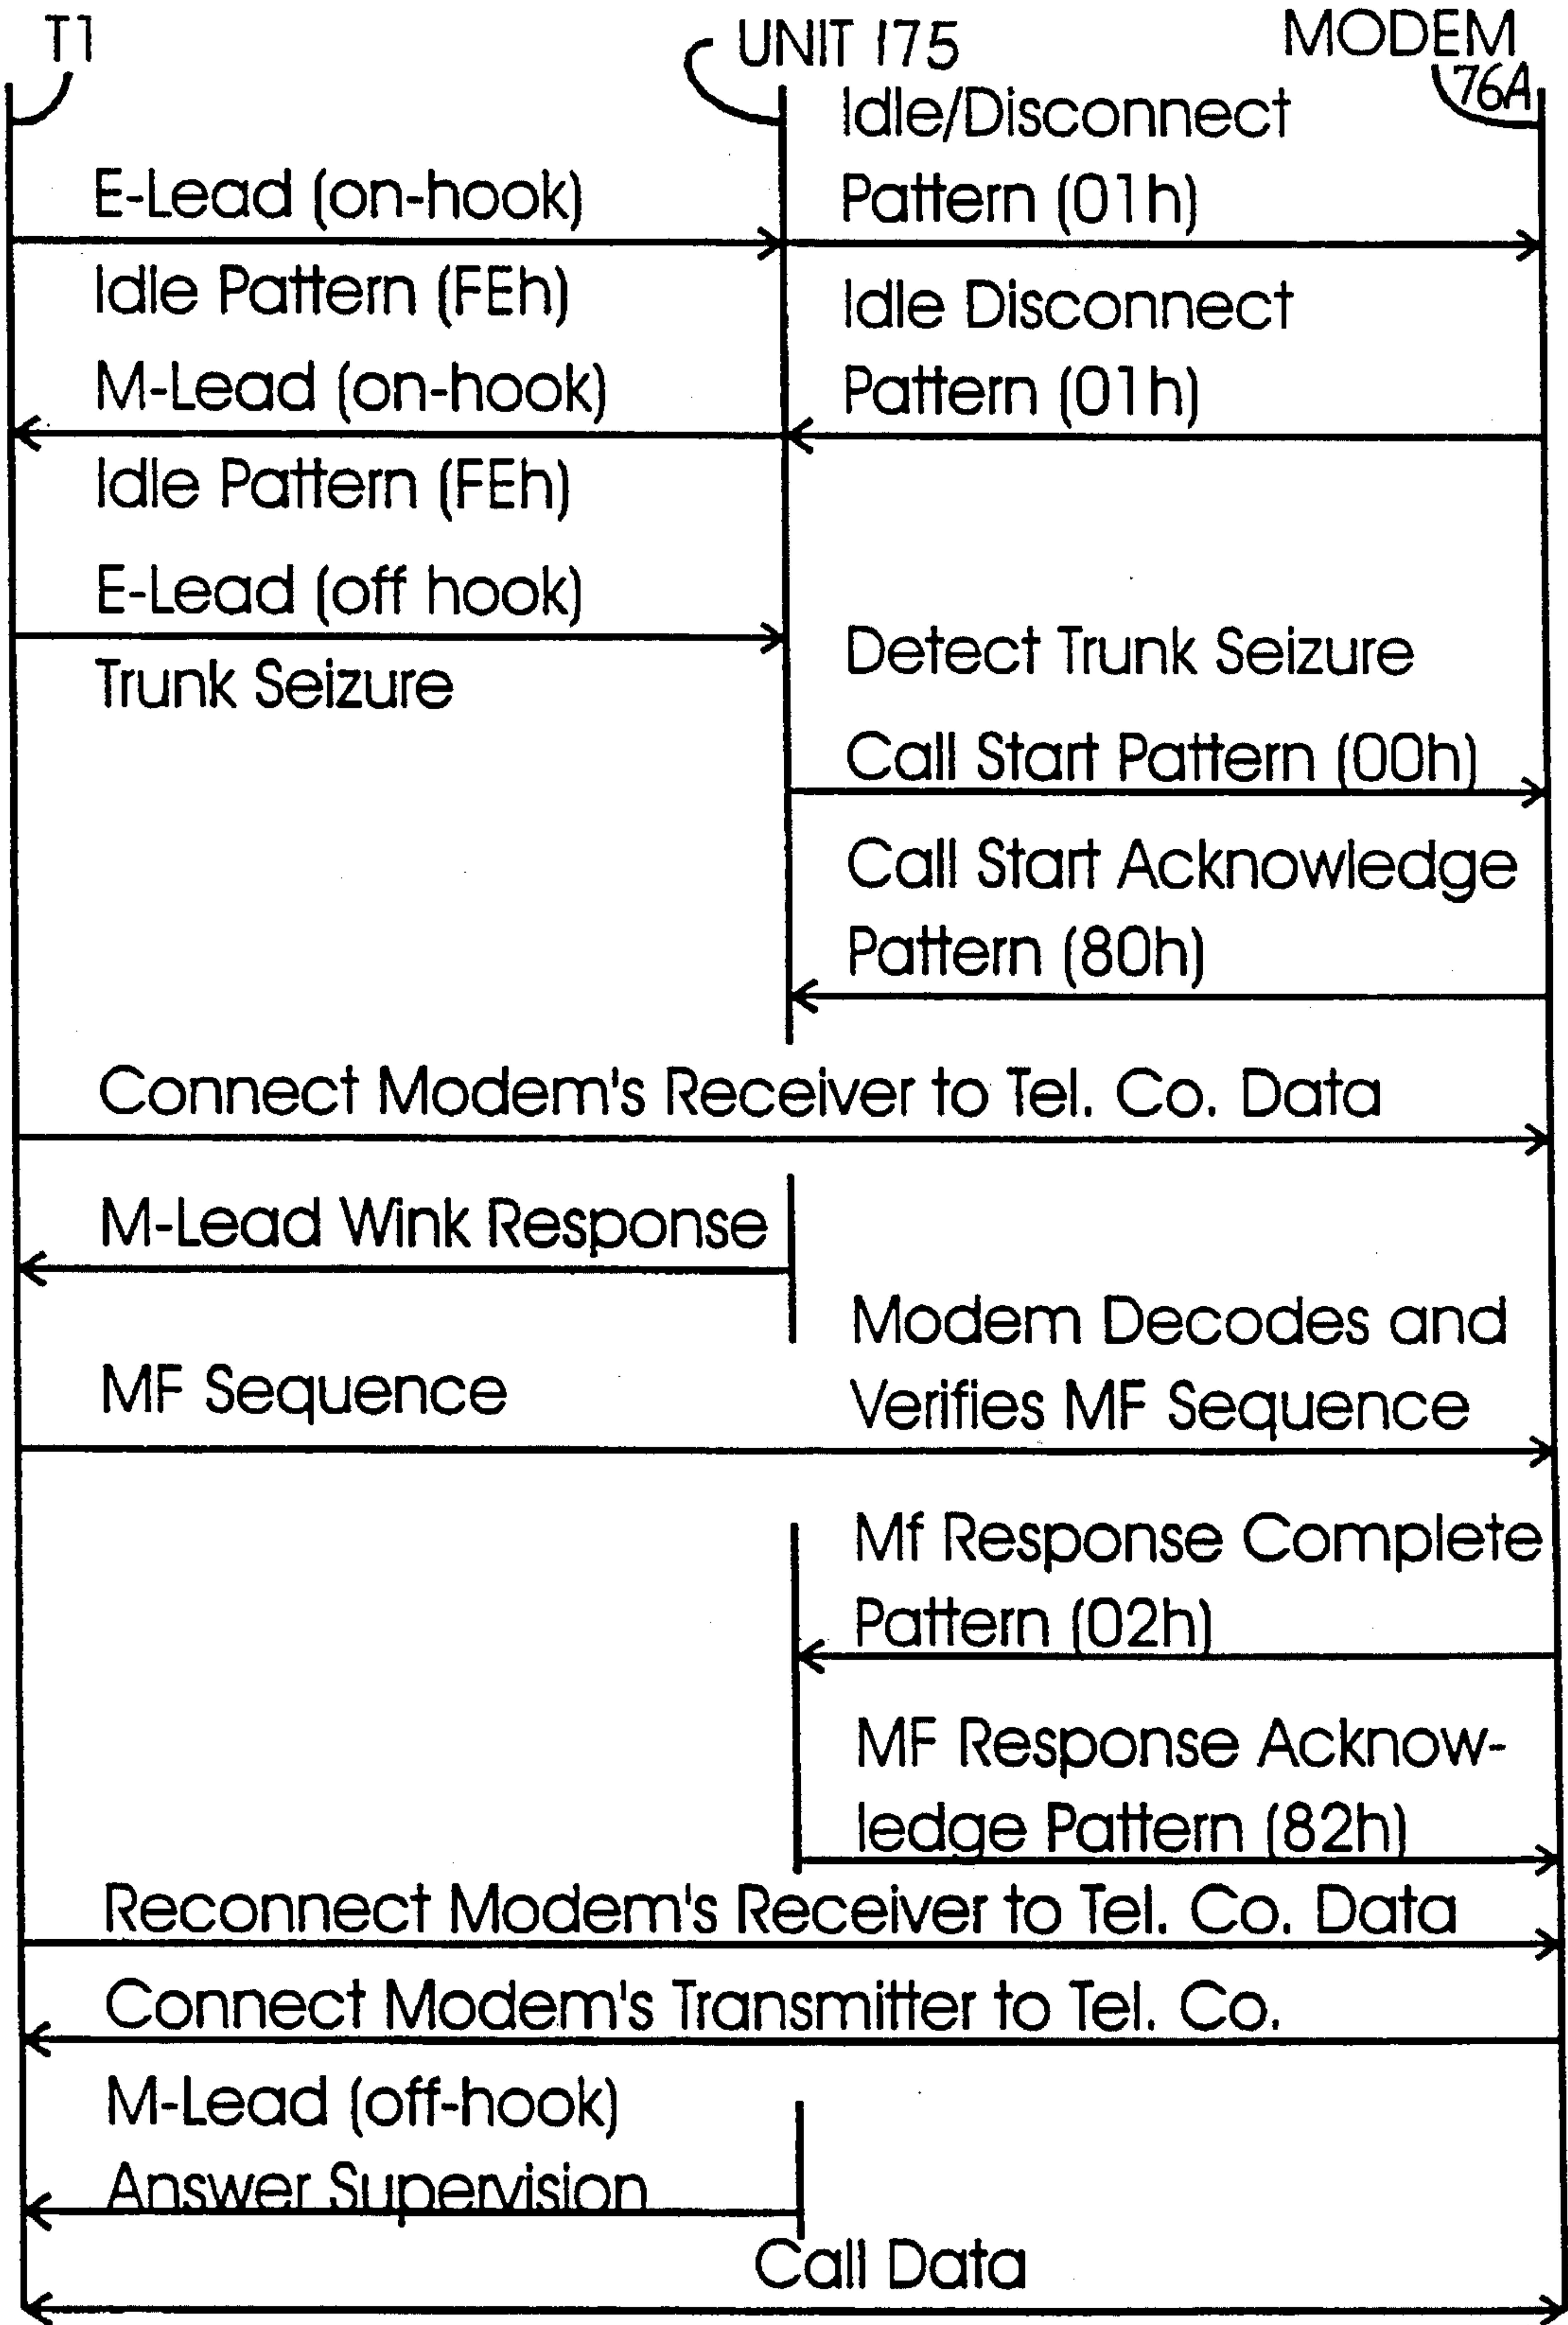 T1
UNIT 175
MODEM
76A
Idle/Disconnect
Pattern (01h)
E-Lead (on-hook)
Idle Pattern (FEh)
Idle Disconnect
Pattern (01h)
M-Lead (on-hook)
Idle Pattern (FEh)
E-Lead (off hook)
Trunk Seizure
Detect Trunk Seizure
Call Start Pattern (00h)
Call Start Acknowledge
Pattern (80h)
Connect Modem's Receiver to Tel. Co. Data
M-Lead Wink Response
MF Sequence
Modem Decodes and
Verifies MF Sequence
Mf Response Complete
Pattern (02h)
MF Response Acknow-
ledge Pattern (82h)
Reconnect Modem's Receiver to Tel. Co. Data
Connect Modem's Transmitter to Tel. Co.
M-Lead (off-hook)
Answer Supervision
Call Data